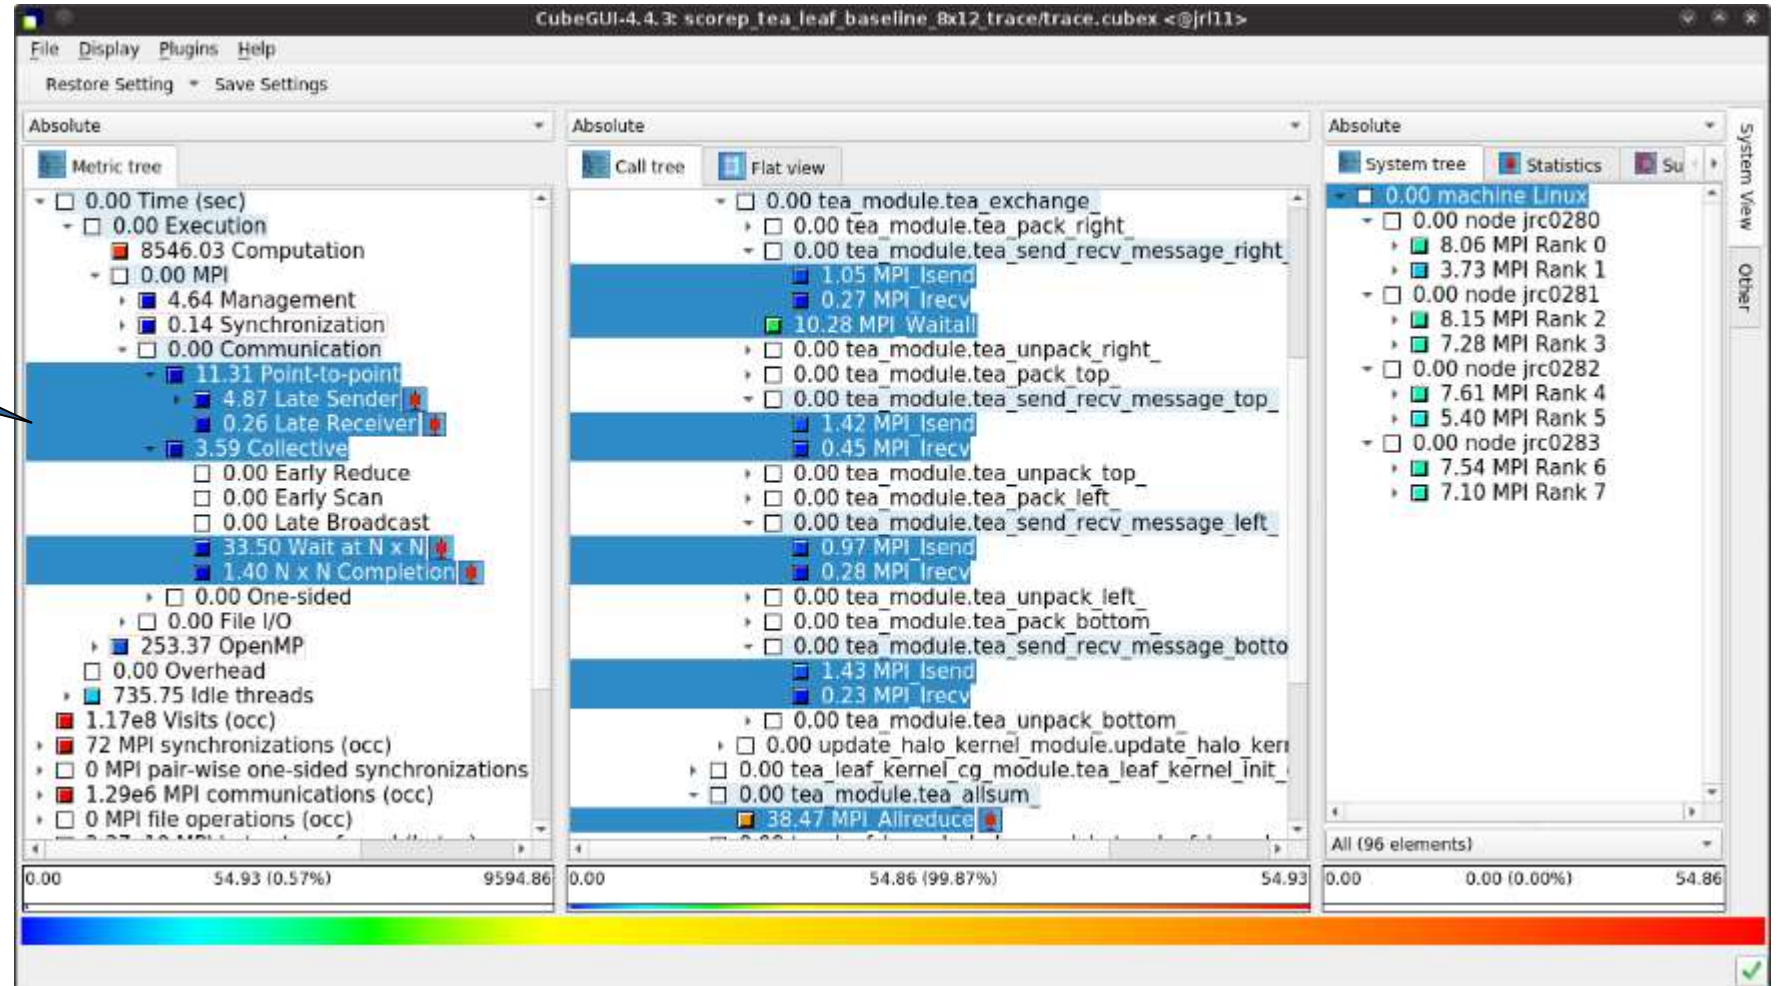 CubeGUI-4.4.3: scorep_tea_leaf_baseline_8x12_trace/trace.cubex <@jrl11>
File Display Plugins Help
Restore Setting Save Settings
Absolute
Metric tree
0.00 Time (sec)
0.00 Execution
8546.03 Computation
0.00 MPI
4.64 Management
0.14 Synchronization
0.00 Communication
11.31 Point-to-point
4.87 Late Sender
0.26 Late Receiver
3.59 Collective
0.00 Early Reduce
0.00 Early Scan
0.00 Late Broadcast
33.50 Wait at N x N
1.40 N x N Completion
0.00 One-sided
0.00 File I/O
253.37 OpenMP
0.00 Overhead
735.75 Idle threads
1.17e8 Visits (occ)
72 MPI synchronizations (occ)
0 MPI pair-wise one-sided synchronizations
1.29e6 MPI communications (occ)
0 MPI file operations (occ)
0.00 54.93 (0.57%) 9594.86
Absolute
Call tree Flat view
0.00 tea_module.tea_exchange_
0.00 tea_module.tea_pack_right_
0.00 tea_module.tea_send_recv_message_right_
1.05 MPI_Isend
0.27 MPI_Irecv
10.28 MPI_Waitall
0.00 tea_module.tea_unpack_right_
0.00 tea_module.tea_pack_top_
0.00 tea_module.tea_send_recv_message_top_
1.42 MPI_Isend
0.45 MPI_Irecv
0.00 tea_module.tea_unpack_top_
0.00 tea_module.tea_pack_left_
0.00 tea_module.tea_send_recv_message_left_
0.97 MPI_Isend
0.28 MPI_Irecv
0.00 tea_module.tea_unpack_left_
0.00 tea_module.tea_pack_bottom_
0.00 tea_module.tea_send_recv_message_botto
1.43 MPI_Isend
0.23 MPI_Irecv
0.00 tea_module.tea_unpack_bottom_
0.00 update_halo_kernel_module.update_halo_kern
0.00 tea_leaf_kernel_cg_module.tea_leaf_kernel_init_
0.00 tea_module.tea_allsum_
38.47 MPI_Allreduce
0.00 54.86 (99.87%) 54.93
Absolute
System tree Statistics Su
0.00 machine Linux
0.00 node jrc0280
8.06 MPI Rank 0
3.73 MPI Rank 1
0.00 node jrc0281
8.15 MPI Rank 2
7.28 MPI Rank 3
0.00 node jrc0282
7.61 MPI Rank 4
5.40 MPI Rank 5
0.00 node jrc0283
7.54 MPI Rank 6
7.10 MPI Rank 7
All (96 elements)
0.00 0.00 (0.00%) 54.86
System View
Other